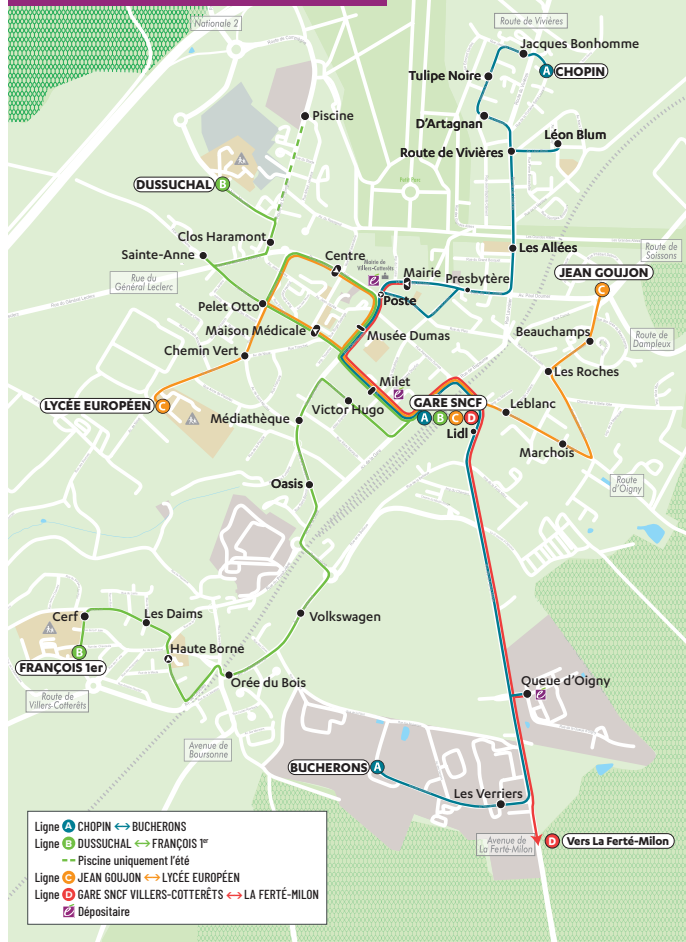 Nationale 2
Route de Vivières
Jacques Bonhomme
A CHOPIN
Tulipe Noire
Piscine
D'Artagnan
Léon Blum
Route de Vivières
DUSSUCHAL B
Petit Parc
Clos Haramont
Sainte-Anne
Centre
Mairie de
Villers-Cotterêts
Mairie
Les Allées
Route de
Soissons
Presbytère
JEAN GOUJON
C
Rue du
Général Leclerc
Pelet Otto
Poste
Maison Médicale
Musée Dumas
Beauchamps
Route de
Dampleux
Chemin Vert
Les Roches
Milet
LYCÉE EUROPÉEN C
Victor Hugo
GARE SNCF
A B C D
Leblanc
Médiathèque
Lidl
Marchois
Oasis
Route
d'Oigny
Cerf
Les Daims
Volkswagen
Haute Borne
B
FRANÇOIS 1er
Orée du Bois
Queue d'Oigny
Route de
Villers-Cotterêts
Avenue de
Boursonne
BUCHERONS A
Les Verriers
Avenue de
La Ferté-Milon
D Vers La Ferté-Milon
Ligne A CHOPIN ↔ BUCHERONS
Ligne B DUSSUCHAL ↔ FRANÇOIS 1er
-- Piscine uniquement l'été
Ligne C JEAN GOUJON ↔ LYCÉE EUROPÉEN
Ligne D GARE SNCF VILLERS-COTTERÊTS ↔ LA FERTÉ-MILON
Dépositaire